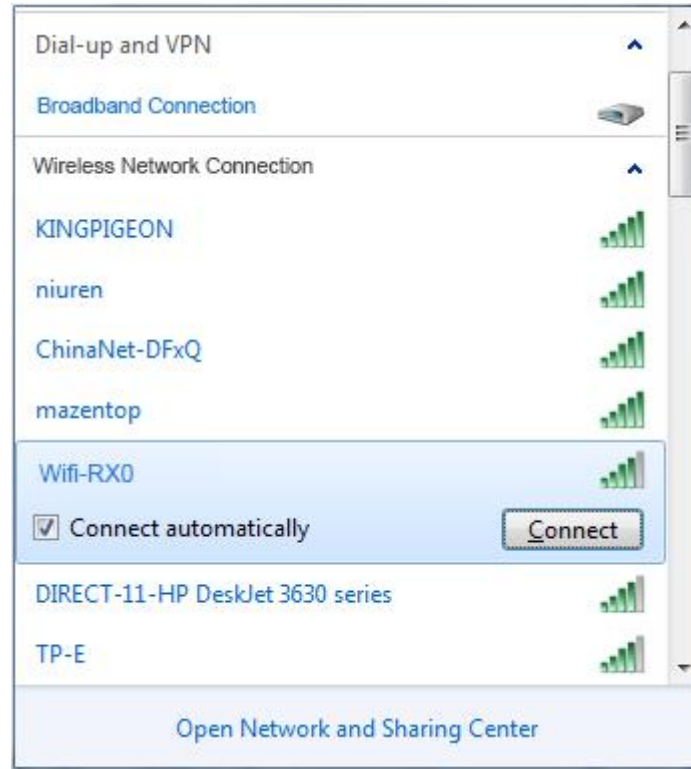 Dial-up and VPN
Broadband Connection
Wireless Network Connection
KINGPIGEON
niuren
ChinaNet-DFxQ
mazentop
Wifi-RX0
Connect automatically
Connect
DIRECT-11-HP DeskJet 3630 series
TP-E
Open Network and Sharing Center